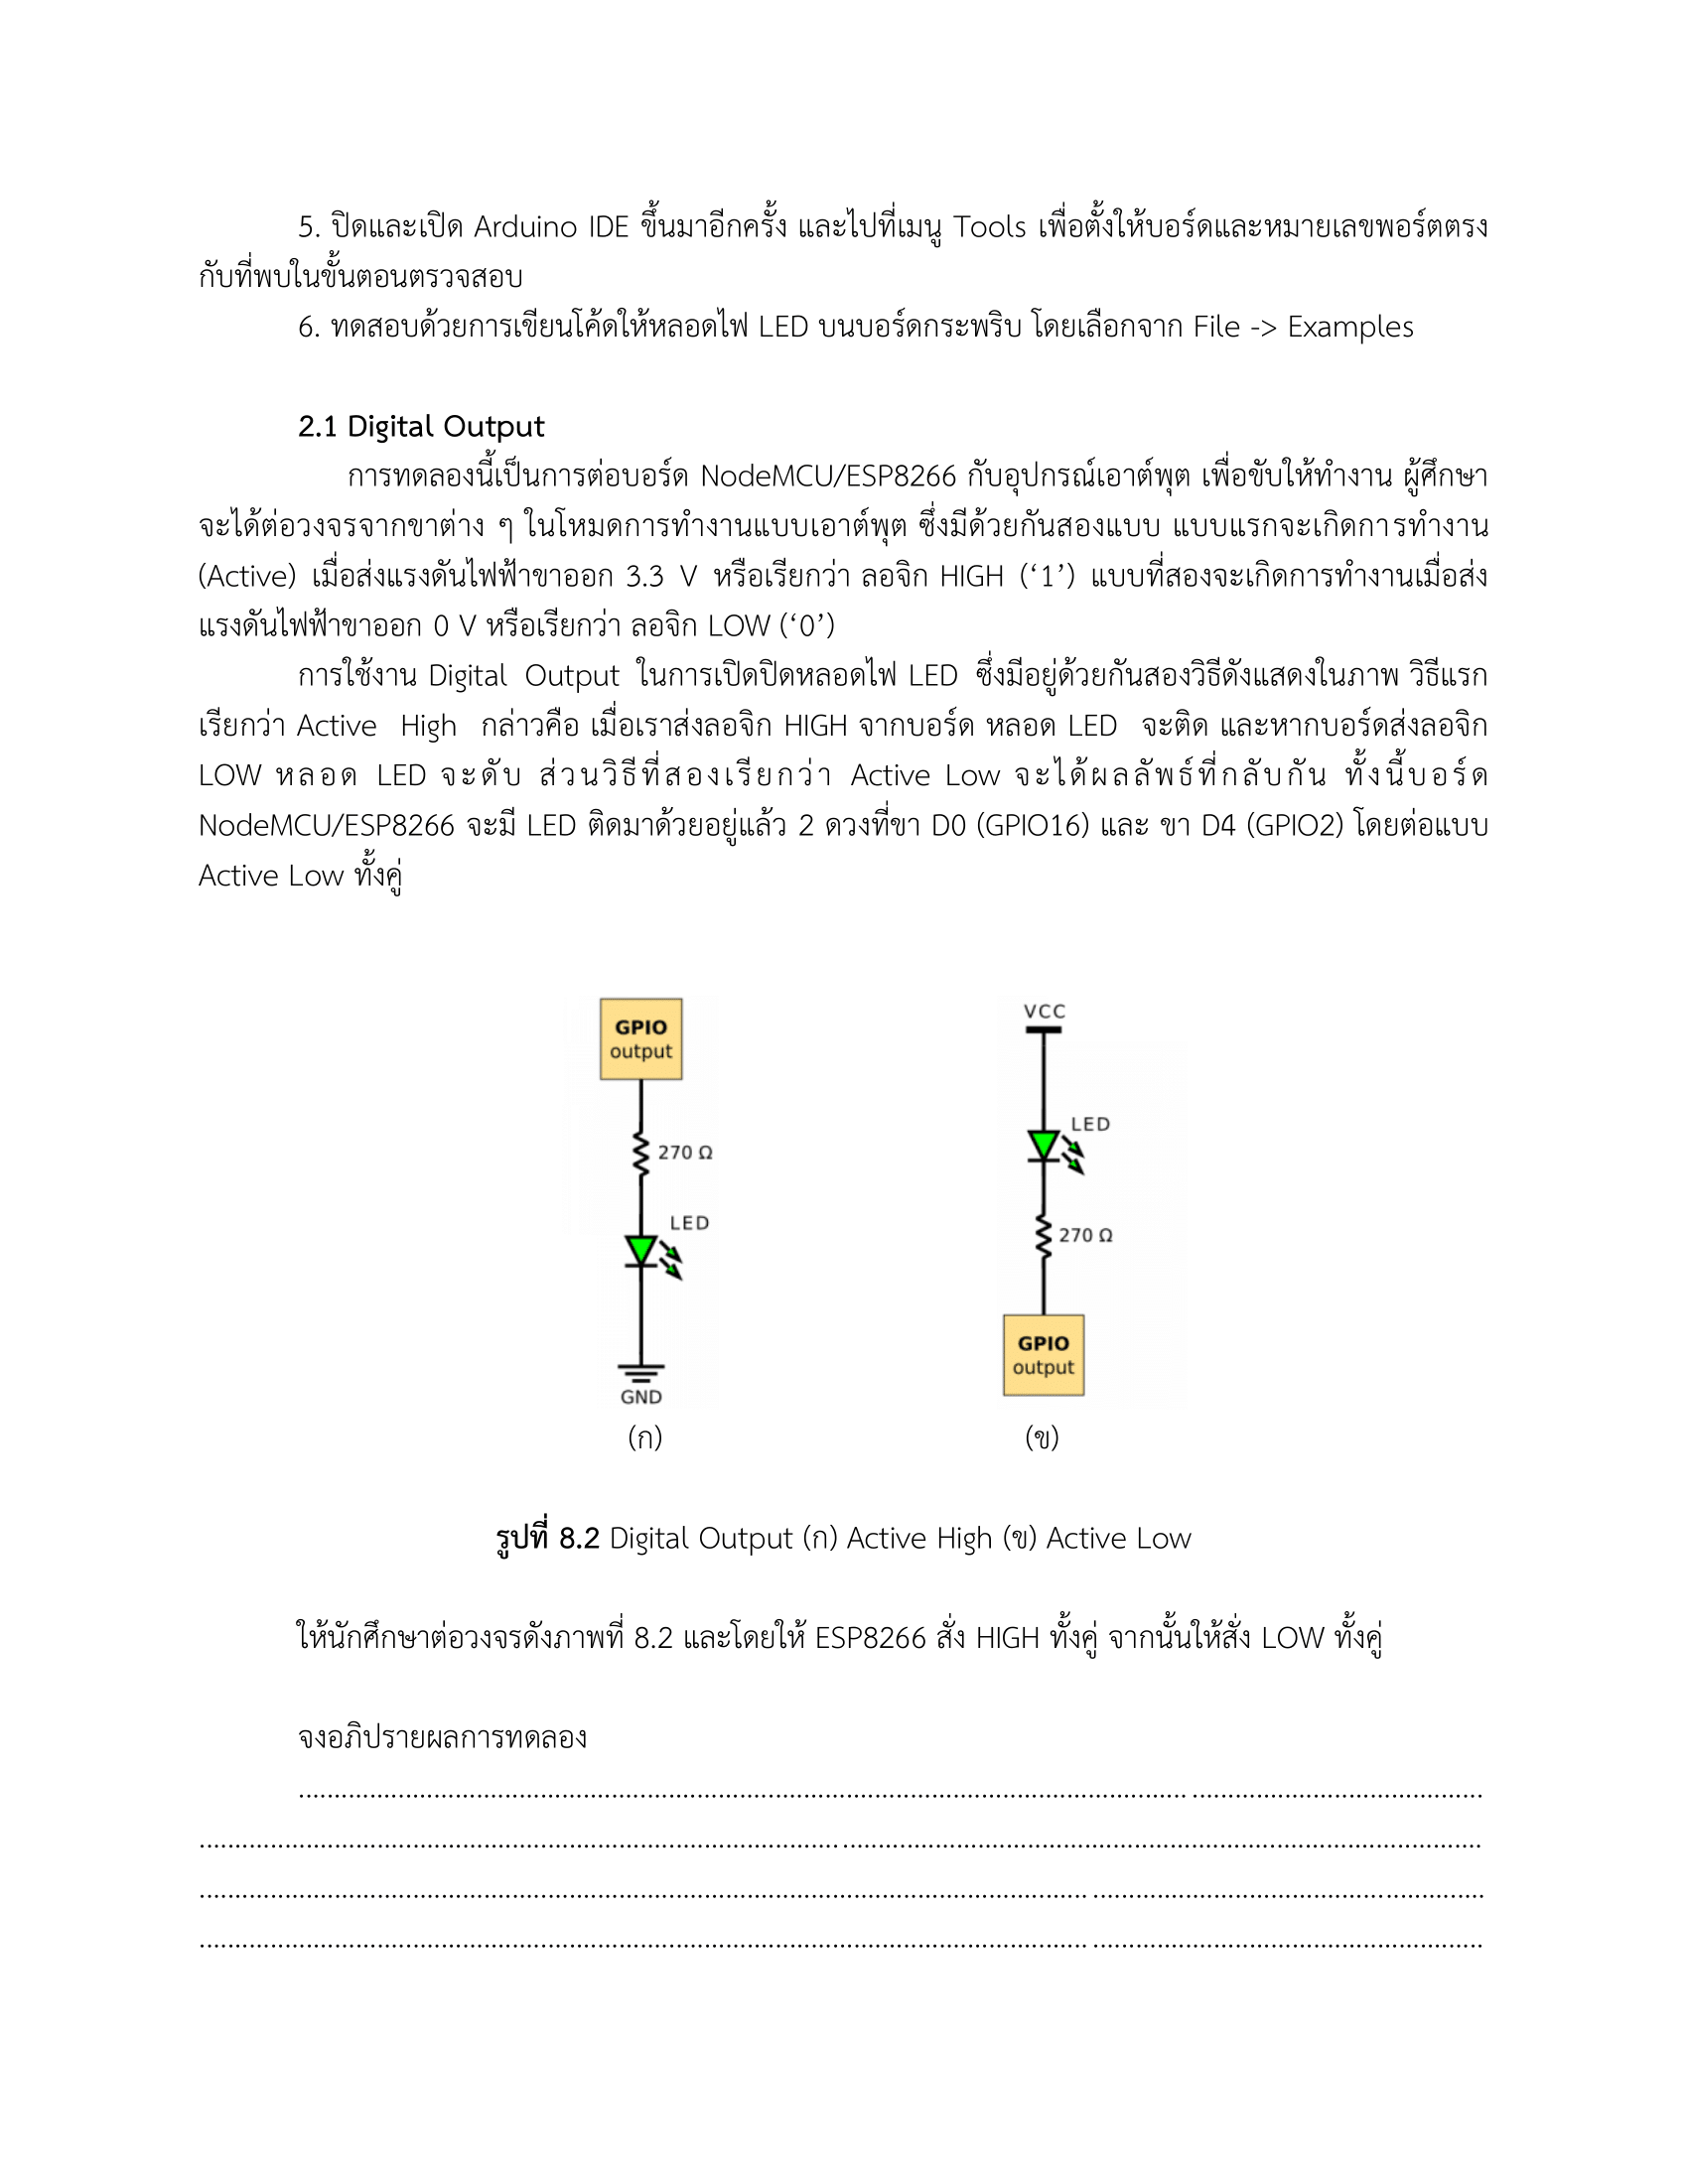 5. ปิดและเปิด Arduino IDE ขึ้นมาอีกครั้ง และไปที่เมนู Tools เพื่อตั้งให้บอร์ดและหมายเลขพอร์ตตรง
กับที่พบในขั้นตอนตรวจสอบ
6. ทดสอบด้วยการเขียนโค้ดให้หลอดไฟ LED บนบอร์ดกระพริบ โดยเลือกจาก File -> Examples
2.1 Digital Output
การทดลองนี้เป็นการต่อบอร์ด NodeMCU/ESP8266 กับอุปกรณ์เอาต์พุต เพื่อขับให้ทำงาน ผู้ศึกษา
จะได้ต่อวงจรจากขาต่าง ๆ ในโหมดการทำงานแบบเอาต์พุต ซึ่งมีด้วยกันสองแบบ แบบแรกจะเกิดการทำงาน
(Active) เมื่อส่งแรงดันไฟฟ้าขาออก 3.3 V หรือเรียกว่า ลอจิก HIGH (‘1’) แบบที่สองจะเกิดการทำงานเมื่อส่ง
แรงดันไฟฟ้าขาออก 0 V หรือเรียกว่า ลอจิก LOW (‘0’)
การใช้งาน Digital Output ในการเปิดปิดหลอดไฟ LED ซึ่งมีอยู่ด้วยกันสองวิธีดังแสดงในภาพ วิธีแรก
เรียกว่า Active High กล่าวคือ เมื่อเราส่งลอจิก HIGH จากบอร์ด หลอด LED จะติด และหากบอร์ดส่งลอจิก
LOW หลอด LED จะดับ ส่วนวิธีที่สองเรียกว่า Active Low จะได้ผลลัพธ์ที่กลับกัน ทั้งนี้บอร์ด
NodeMCU/ESP8266 จะมี LED ติดมาด้วยอยู่แล้ว 2 ดวงที่ขา D0 (GPIO16) และ ขา D4 (GPIO2) โดยต่อแบบ
Active Low ทั้งคู่
GPIO
output
270 Ω
LED
GND
(ก)
VCC
LED
270 Ω
GPIO
output
(ข)
รูปที่ 8.2 Digital Output (ก) Active High (ข) Active Low
ให้นักศึกษาต่อวงจรดังภาพที่ 8.2 และโดยให้ ESP8266 สั่ง HIGH ทั้งคู่ จากนั้นให้สั่ง LOW ทั้งคู่
จงอภิปรายผลการทดลอง